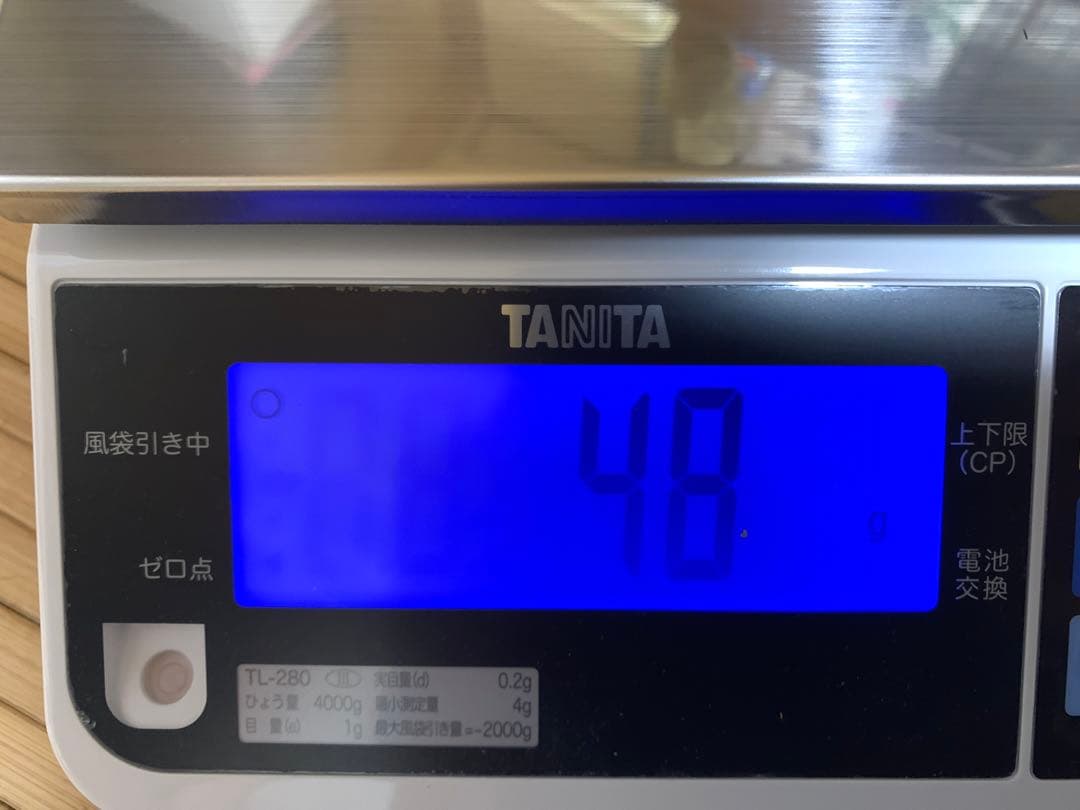 TANITA
風袋引き中
48 g
上下限
(CP)
ゼロ点
電池
交換
TL-280 III 実目量(d) 0.2g
ひょう量 4000g 最小測定量 4g
目 量(e) 1g 最大風袋引き量=-2000g